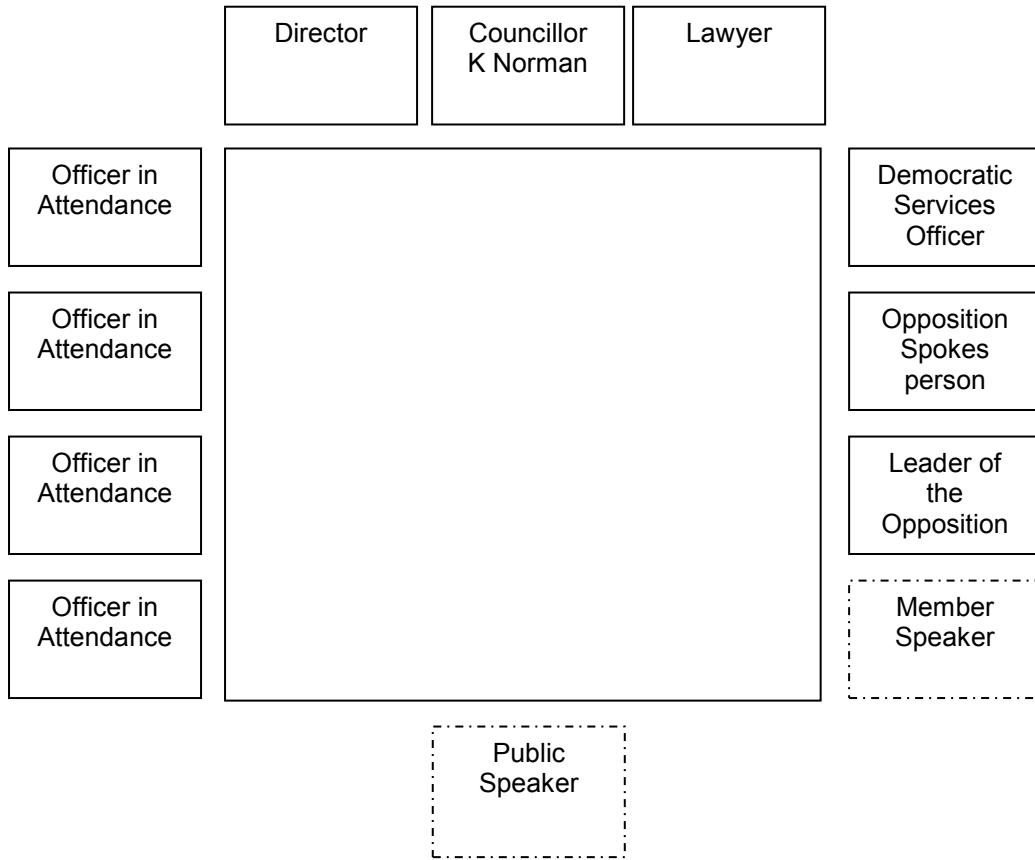 Director
Councillor
K Norman
Lawyer
Officer in
Attendance
Democratic
Services
Officer
Officer in
Attendance
Opposition
Spokes
person
Officer in
Attendance
Leader of
the
Opposition
Officer in
Attendance
Member
Speaker
Public
Speaker